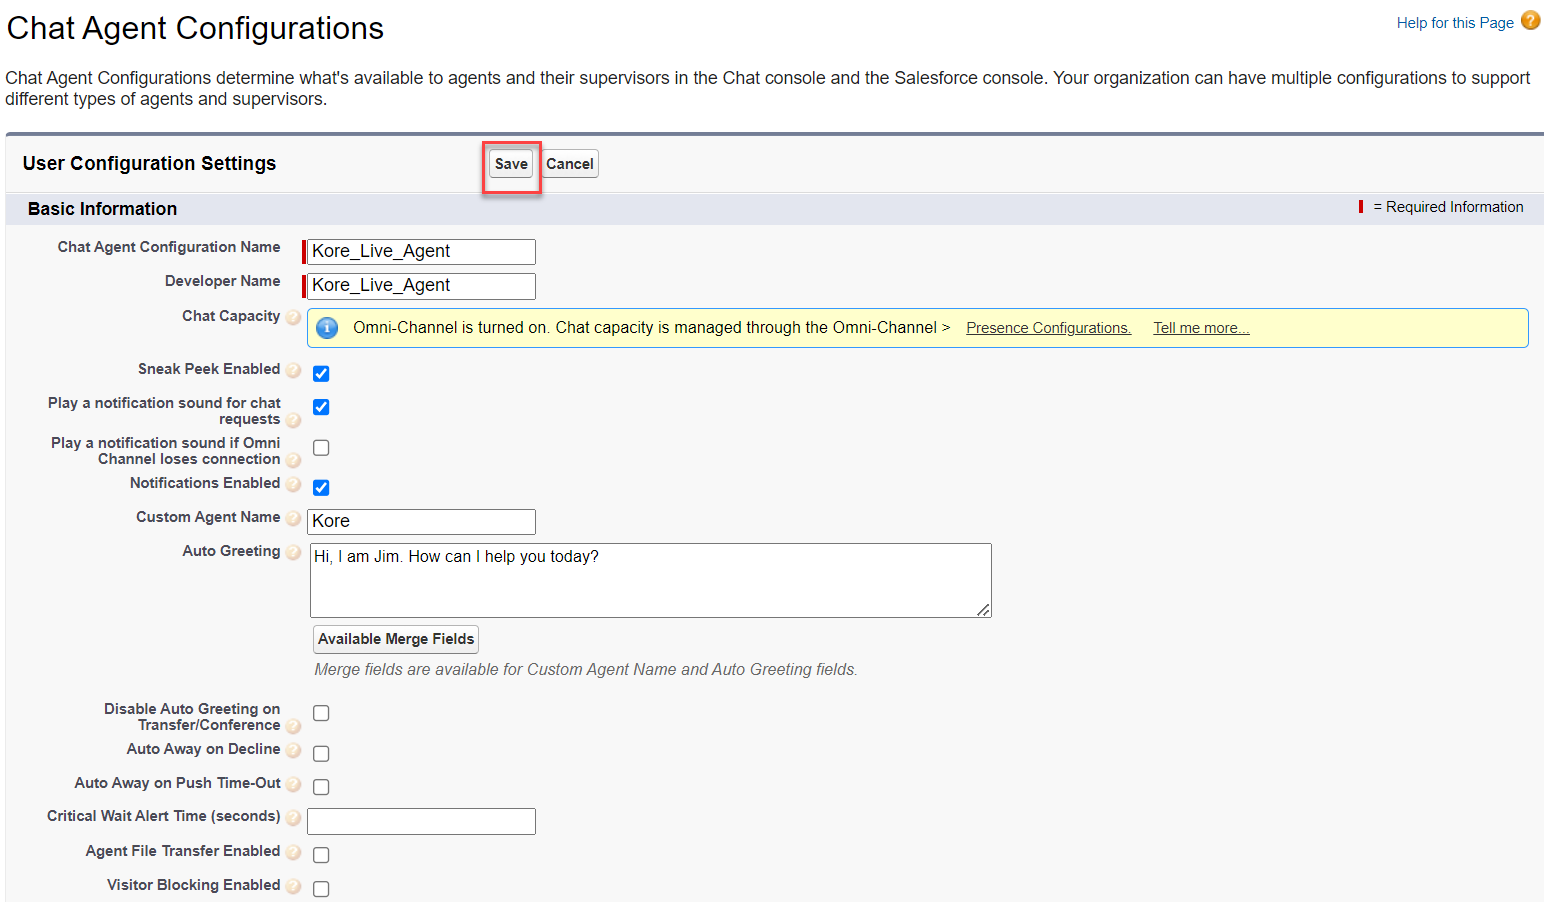 Chat Agent Configurations
Help for this Page ?
Chat Agent Configurations determine what's available to agents and their supervisors in the Chat console and the Salesforce console. Your organization can have multiple configurations to support
different types of agents and supervisors.
User Configuration Settings Save Cancel
Basic Information = Required Information
Chat Agent Configuration Name Kore_Live_Agent
Developer Name Kore_Live_Agent
Chat Capacity ? i Omni-Channel is turned on. Chat capacity is managed through the Omni-Channel > Presence Configurations. Tell me more...
Sneak Peek Enabled ?
Play a notification sound for chat
requests ?
Play a notification sound if Omni
Channel loses connection ?
Notifications Enabled ?
Custom Agent Name ? Kore
Auto Greeting ? Hi, I am Jim. How can I help you today?
Available Merge Fields
Merge fields are available for Custom Agent Name and Auto Greeting fields.
Disable Auto Greeting on
Transfer/Conference ?
Auto Away on Decline ?
Auto Away on Push Time-Out ?
Critical Wait Alert Time (seconds) ?
Agent File Transfer Enabled ?
Visitor Blocking Enabled ?